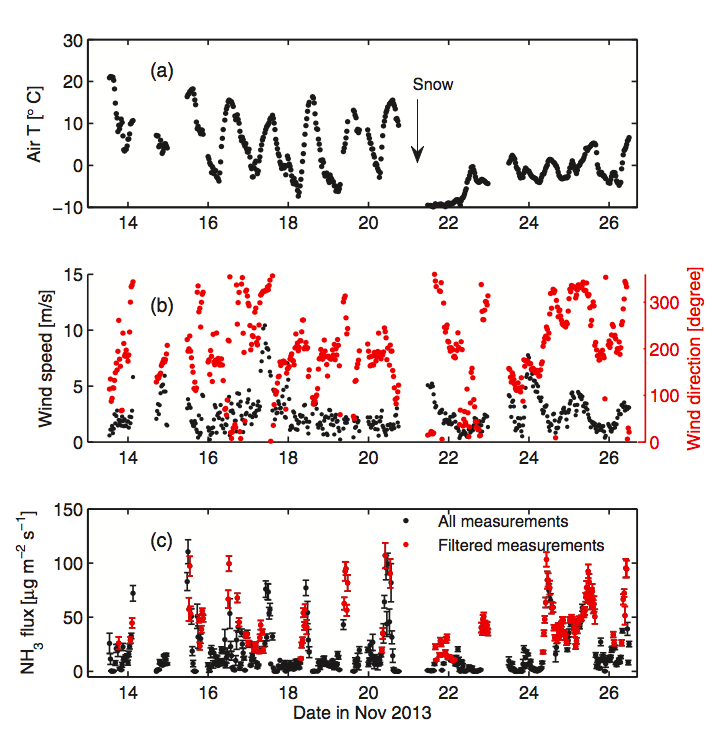 30
20
10
0
−10
Air T [° C]
(a)
Snow
14 16 18 20 22 24 26
15
10
5
0
Wind speed [m/s]
(b)
300
200
100
0
Wind direction [degree]
14 16 18 20 22 24 26
150
100
50
0
NH3 flux [μg m−2 s−1]
(c)
All measurements
Filtered measurements
14 16 18 20 22 24 26
Date in Nov 2013